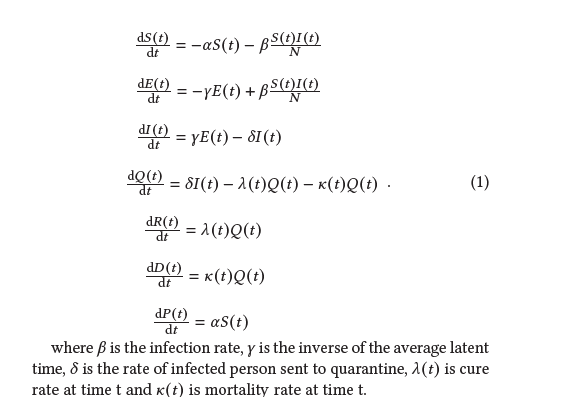 dS(t)/dt = −αS(t) − β S(t)I(t)/N
dE(t)/dt = −γE(t) + β S(t)I(t)/N
dI(t)/dt = γE(t) − δI(t)
dQ(t)/dt = δI(t) − λ(t)Q(t) − κ(t)Q(t) . (1)
dR(t)/dt = λ(t)Q(t)
dD(t)/dt = κ(t)Q(t)
dP(t)/dt = αS(t)
where β is the infection rate, γ is the inverse of the average latent
time, δ is the rate of infected person sent to quarantine, λ(t) is cure
rate at time t and κ(t) is mortality rate at time t.